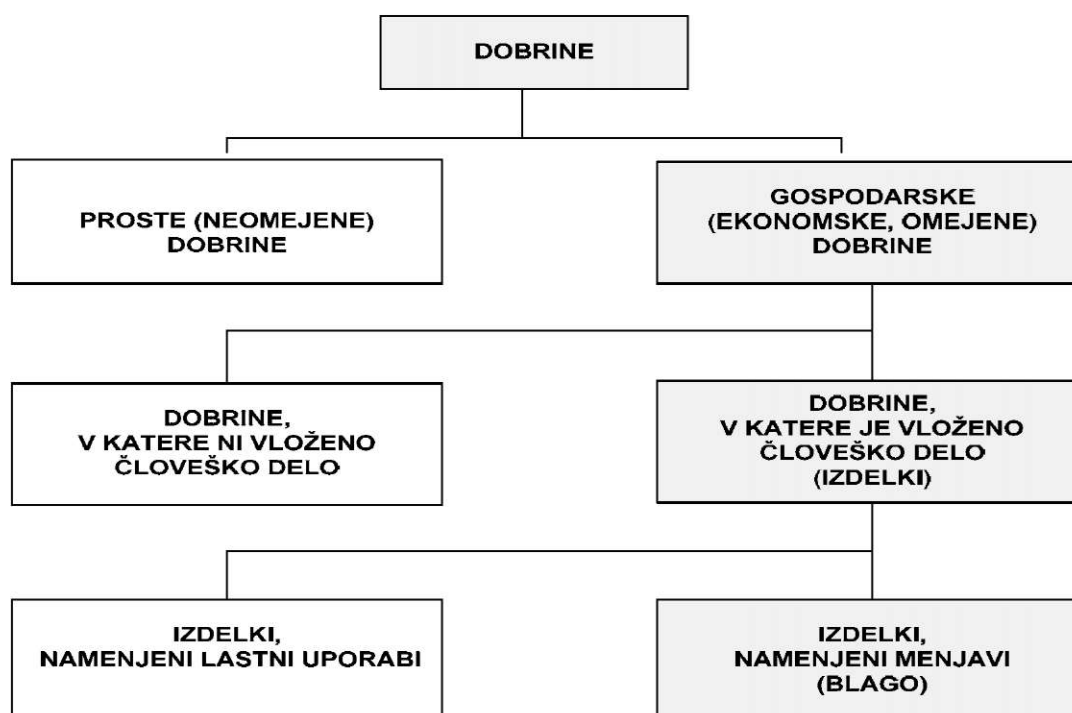 DOBRINE
PROSTE (NEOMEJENE)
DOBRINE
GOSPODARSKE
(EKONOMSKE, OMEJENE)
DOBRINE
DOBRINE,
V KATERE NI VLOŽENO
ČLOVEŠKO DELO
DOBRINE,
V KATERE JE VLOŽENO
ČLOVEŠKO DELO
(IZDELKI)
IZDELKI,
NAMENJENI LASTNI UPORABI
IZDELKI,
NAMENJENI MENJAVI
(BLAGO)